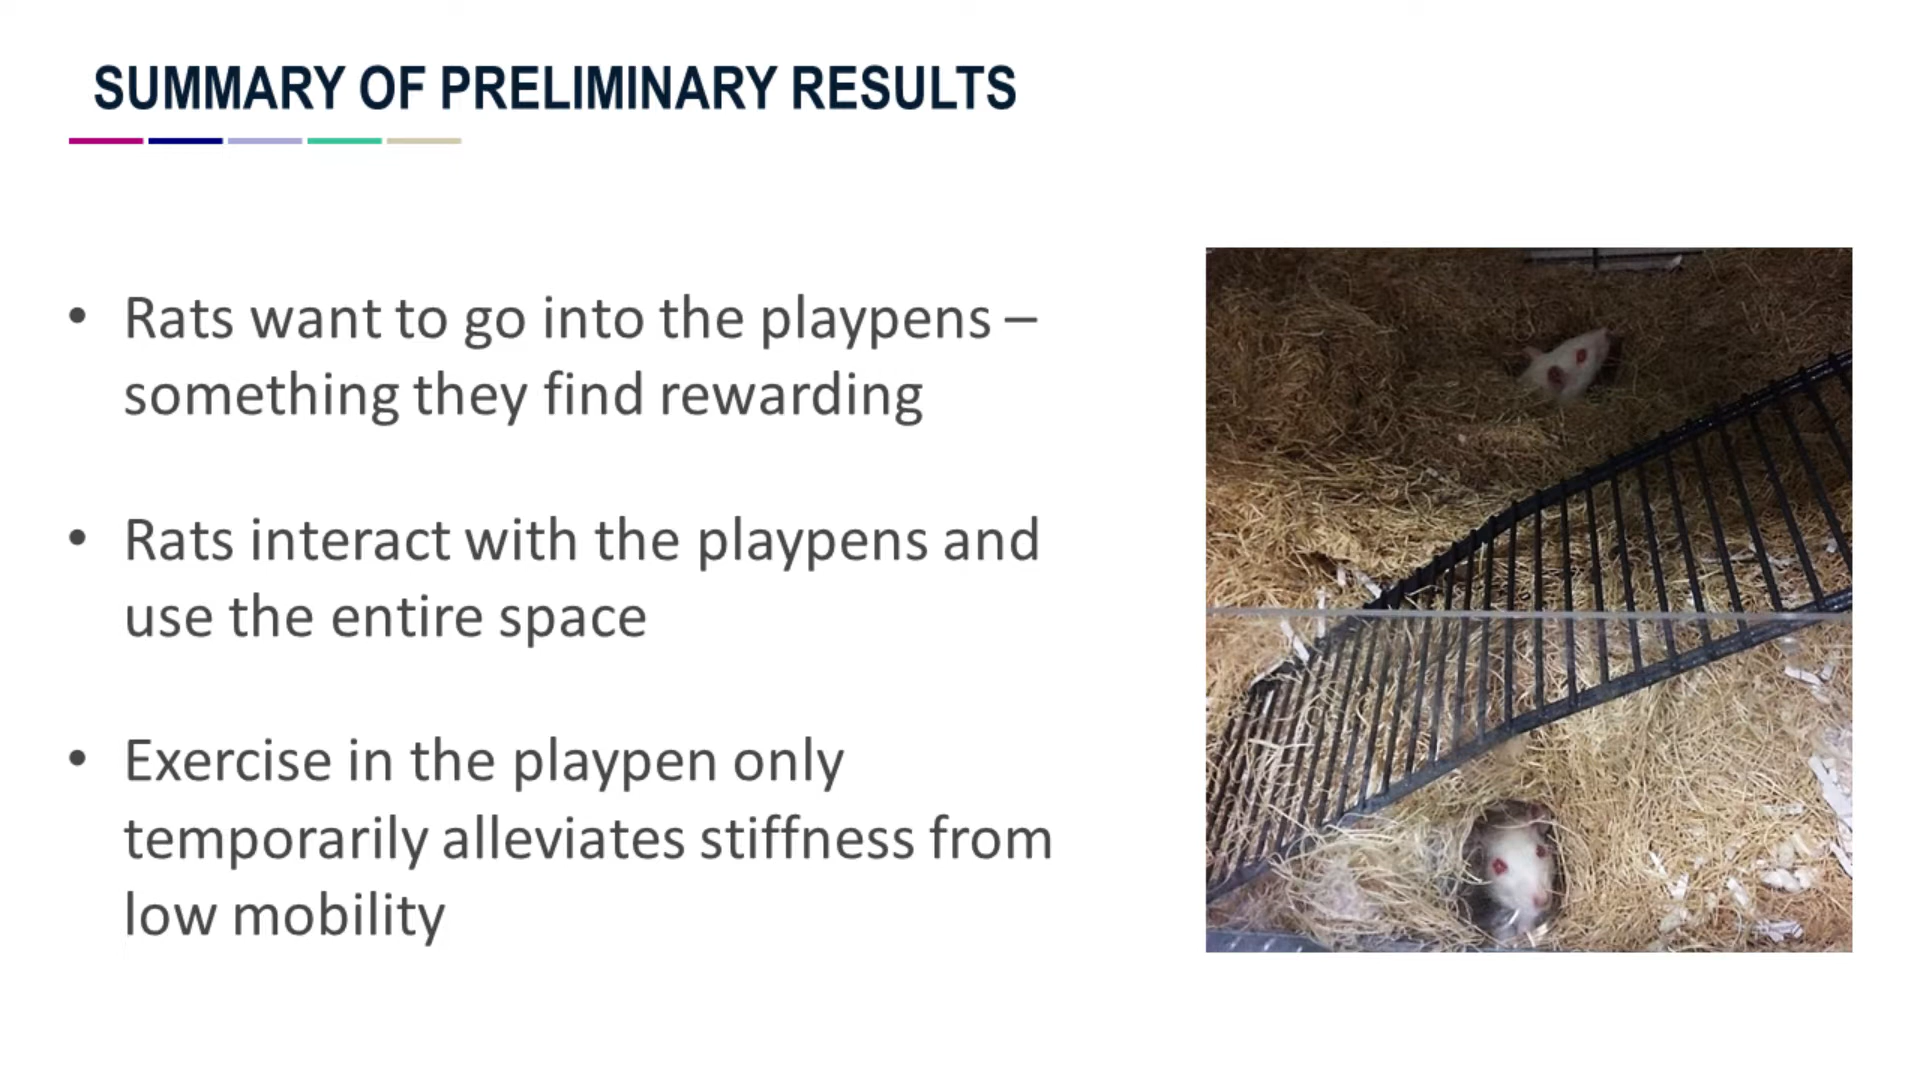 SUMMARY OF PRELIMINARY RESULTS
• Rats want to go into the playpens –
something they find rewarding
• Rats interact with the playpens and
use the entire space
• Exercise in the playpen only
temporarily alleviates stiffness from
low mobility